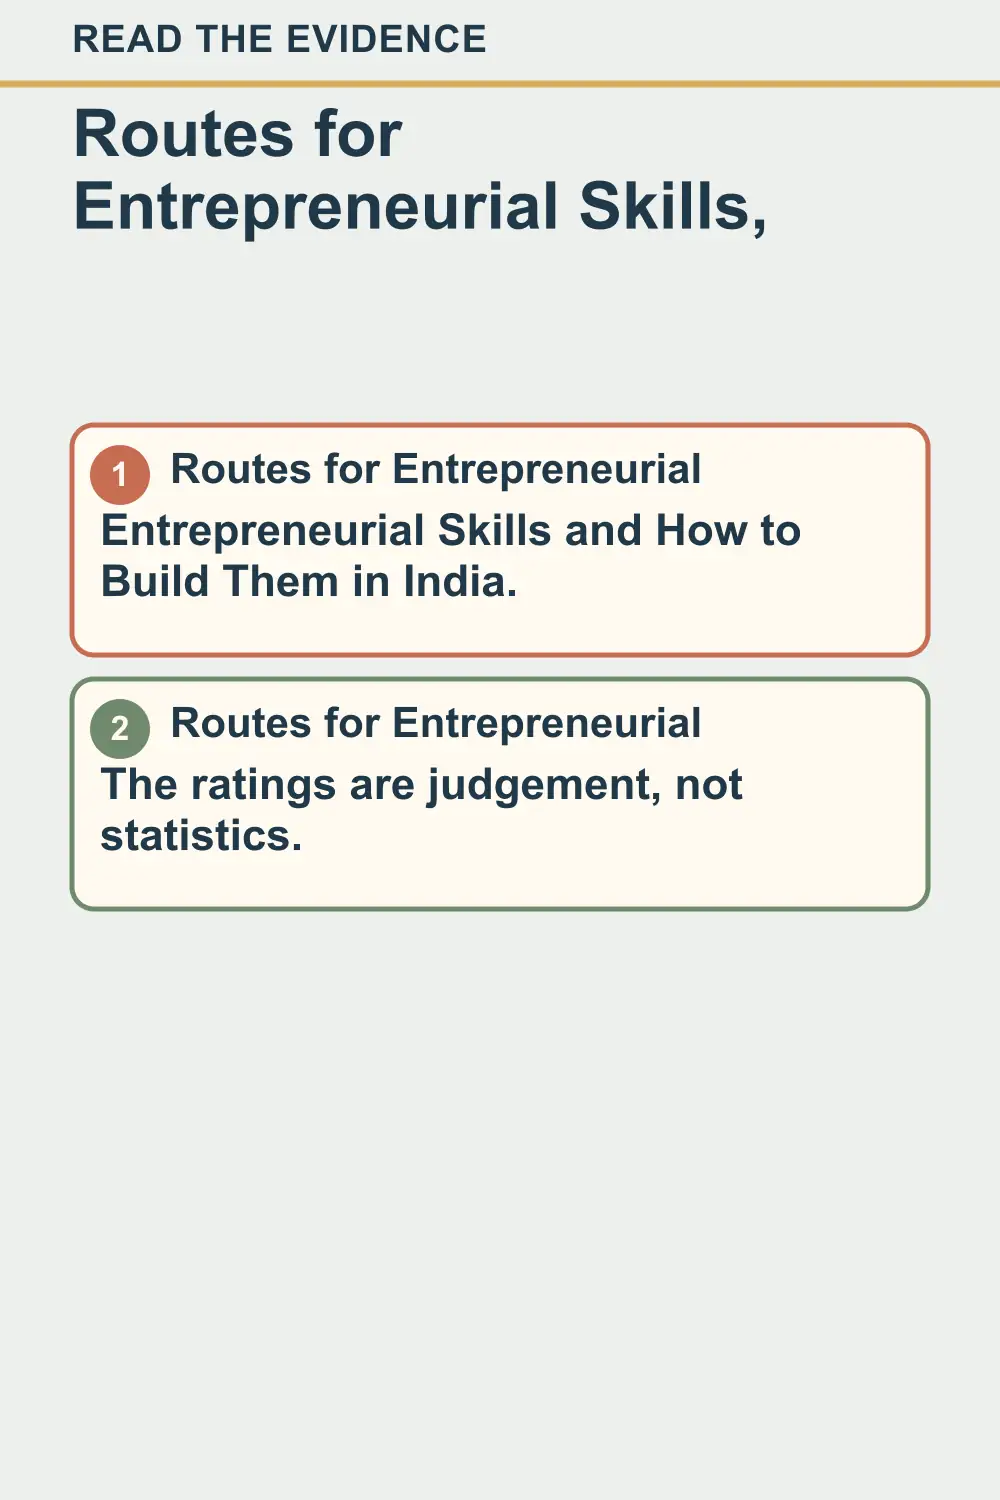 READ THE EVIDENCE
Routes for
Entrepreneurial Skills,
1 Routes for Entrepreneurial
Entrepreneurial Skills and How to
Build Them in India.
2 Routes for Entrepreneurial
The ratings are judgement, not
statistics.